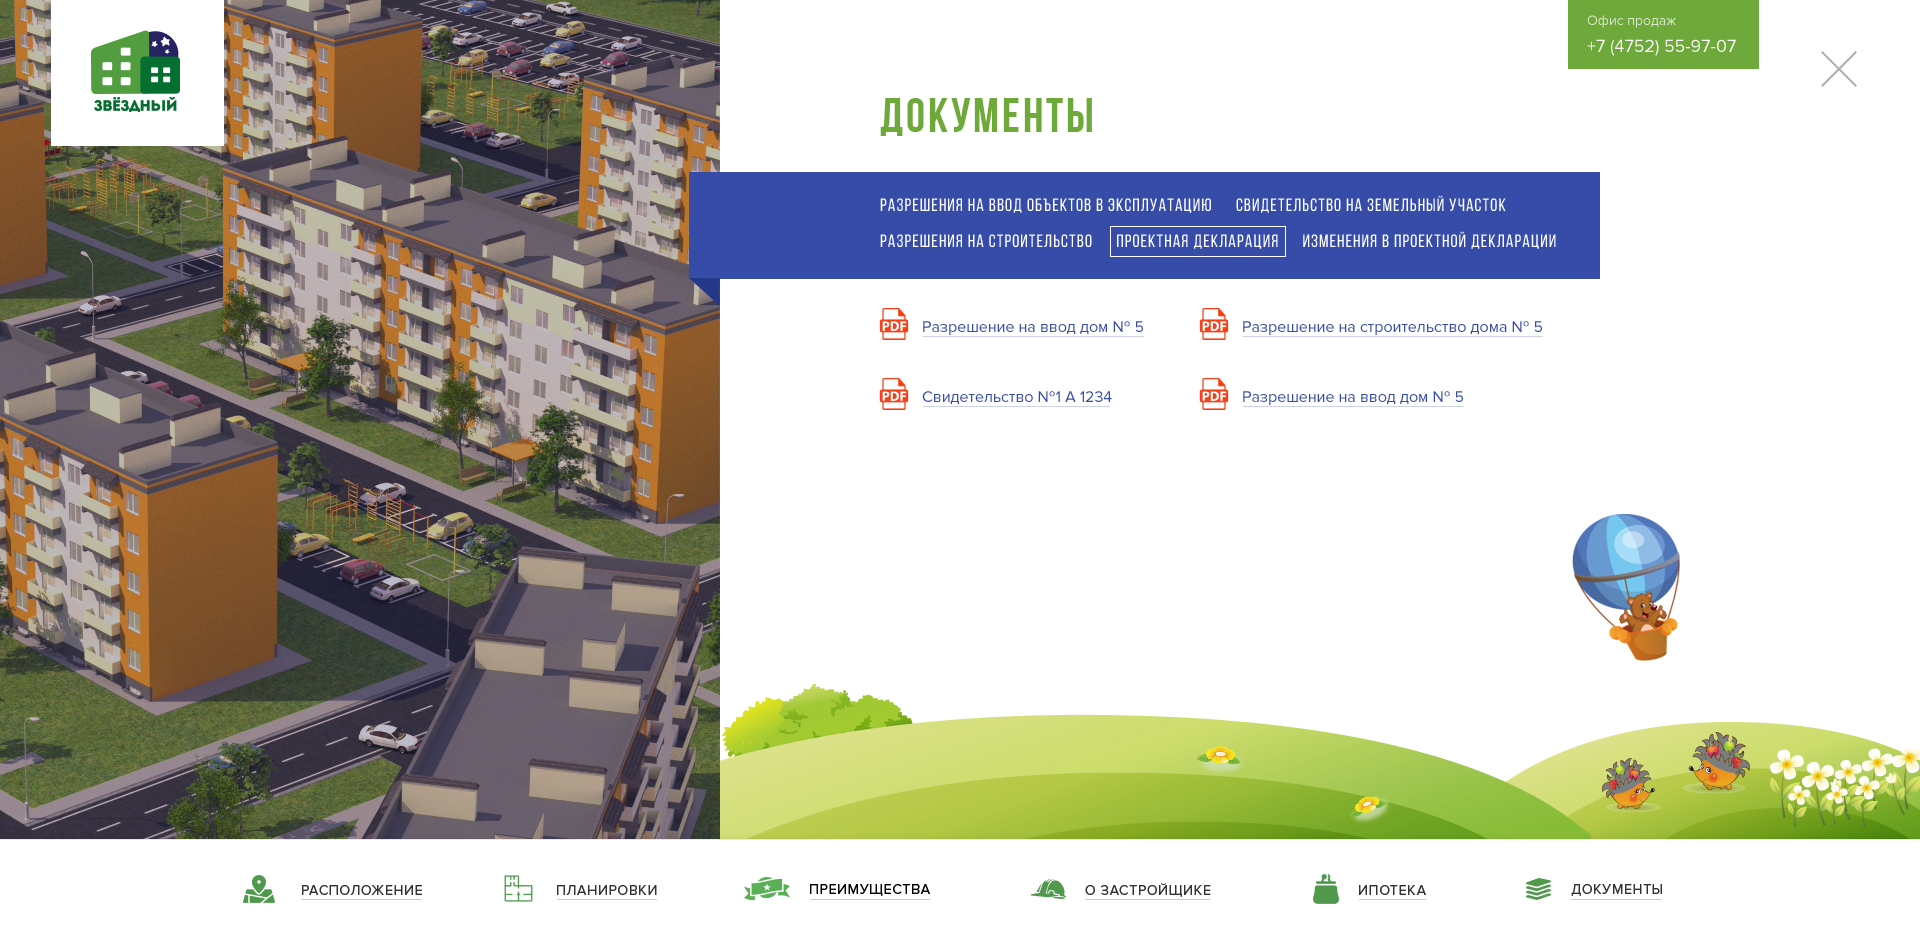 ЗВЁЗДНЫЙ
Офис продаж
+7 (4752) 55-97-07
ДОКУМЕНТЫ
РАЗРЕШЕНИЯ НА ВВОД ОБЪЕКТОВ В ЭКСПЛУАТАЦИЮ СВИДЕТЕЛЬСТВО НА ЗЕМЕЛЬНЫЙ УЧАСТОК
РАЗРЕШЕНИЯ НА СТРОИТЕЛЬСТВО ПРОЕКТНАЯ ДЕКЛАРАЦИЯ ИЗМЕНЕНИЯ В ПРОЕКТНОЙ ДЕКЛАРАЦИИ
PDF Разрешение на ввод дом № 5 PDF Разрешение на строительство дома № 5
PDF Свидетельство №1 А 1234 PDF Разрешение на ввод дом № 5
РАСПОЛОЖЕНИЕ ПЛАНИРОВКИ ПРЕИМУЩЕСТВА О ЗАСТРОЙЩИКЕ ИПОТЕКА ДОКУМЕНТЫ